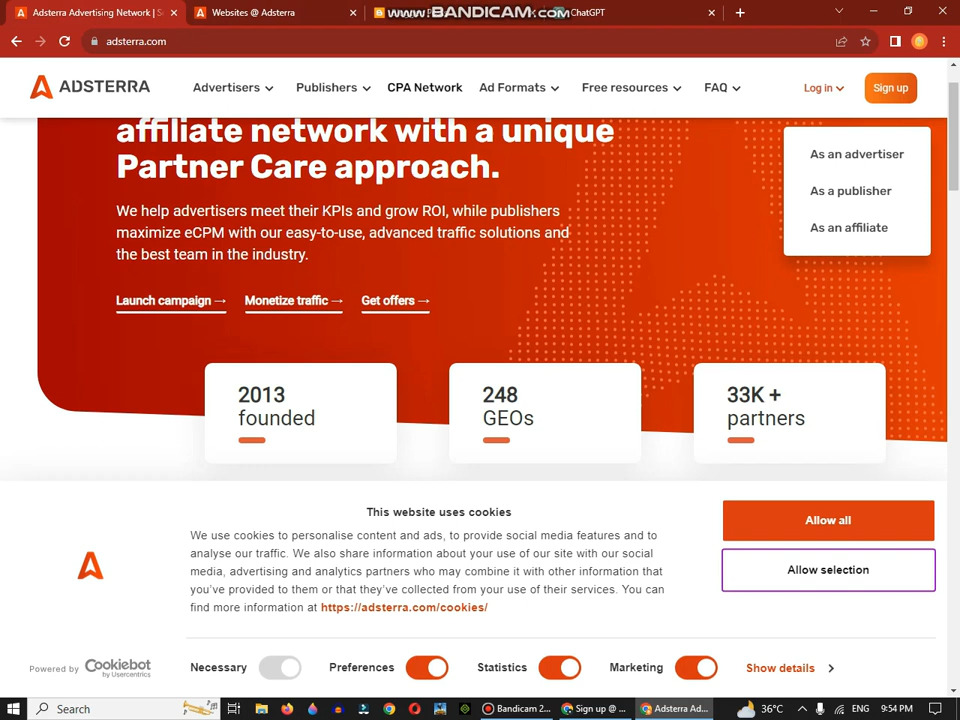 Adsterra Advertising Network | S
Websites @ Adsterra
WWW.BANDICAM.COM
ChatGPT
adsterra.com
ADSTERRA
Advertisers
Publishers
CPA Network
Ad Formats
Free resources
FAQ
Log in
Sign up
As an advertiser
As a publisher
As an affiliate
affiliate network with a unique
Partner Care approach.
We help advertisers meet their KPIs and grow ROI, while publishers
maximize eCPM with our easy-to-use, advanced traffic solutions and
the best team in the industry.
Launch campaign →
Monetize traffic →
Get offers →
2013
founded
248
GEOs
33K +
partners
This website uses cookies
We use cookies to personalise content and ads, to provide social media features and to
analyse our traffic. We also share information about your use of our site with our social
media, advertising and analytics partners who may combine it with other information that
you've provided to them or that they've collected from your use of their services. You can
find more information at https://adsterra.com/cookies/
Allow all
Allow selection
Powered by Cookiebot
by Usercentrics
Necessary
Preferences
Statistics
Marketing
Show details
Search
Bandicam 2...
Sign up @ ...
Adsterra Ad...
36°C
ENG
9:54 PM